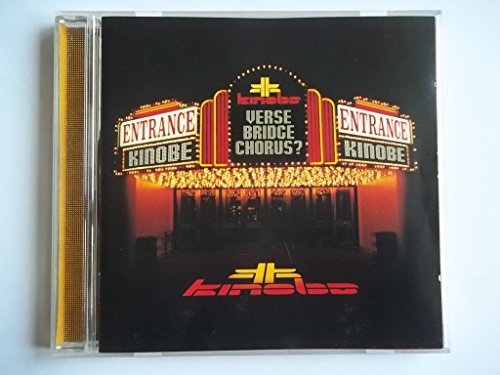 kinobe
VERSE
BRIDGE
CHORUS?
ENTRANCE
KINOBE
ENTRANCE
KINOBE
kinobe